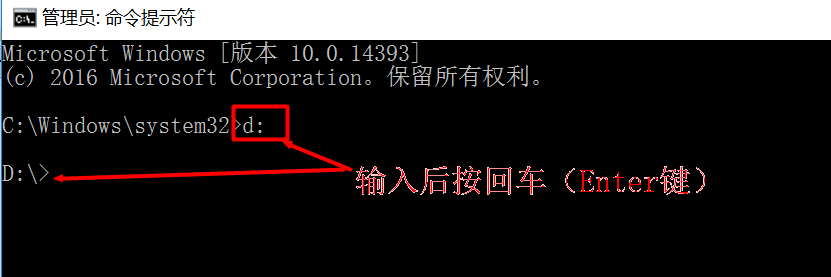 管理员: 命令提示符
Microsoft Windows [版本 10.0.14393]
(c) 2016 Microsoft Corporation。保留所有权利。
C:\Windows\system32>d:
D:\>
输入后按回车（Enter键）